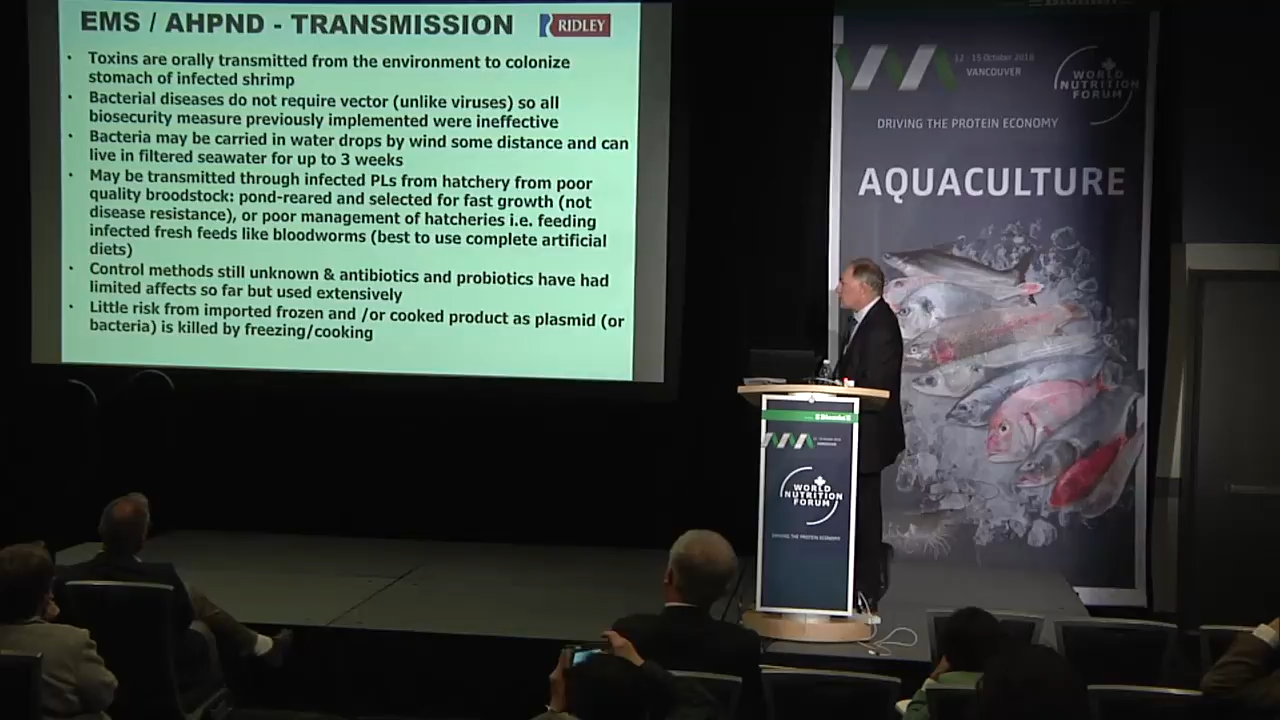 EMS / AHPND - TRANSMISSION
RIDLEY
• Toxins are orally transmitted from the environment to colonize
stomach of infected shrimp
• Bacterial diseases do not require vector (unlike viruses) so all
biosecurity measure previously implemented were ineffective
• Bacteria may be carried in water drops by wind some distance and can
live in filtered seawater for up to 3 weeks
• May be transmitted through infected PLs from hatchery from poor
quality broodstock: pond-reared and selected for fast growth (not
disease resistance), or poor management of hatcheries i.e. feeding
infected fresh feeds like bloodworms (best to use complete artificial
diets)
• Control methods still unknown & antibiotics and probiotics have had
limited affects so far but used extensively
• Little risk from imported frozen and /or cooked product as plasmid (or
bacteria) is killed by freezing/cooking
12 - 15 October 2016
VANCOUVER
WORLD
NUTRITION
FORUM
DRIVING THE PROTEIN ECONOMY
AQUACULTURE
VANCOUVER
WORLD
NUTRITION
FORUM
DRIVING THE PROTEIN ECONOMY